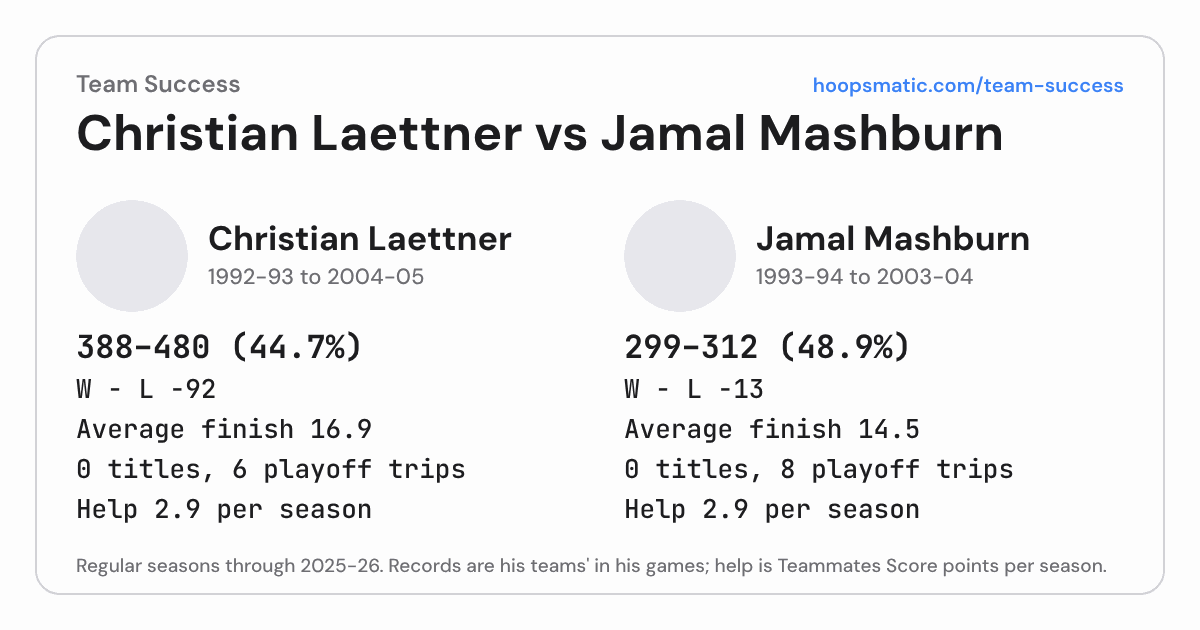 Team Success
hoopsmatic.com/team-success
Christian Laettner vs Jamal Mashburn
Christian Laettner
1992-93 to 2004-05
388-480 (44.7%)
W - L -92
Average finish 16.9
0 titles, 6 playoff trips
Help 2.9 per season
Jamal Mashburn
1993-94 to 2003-04
299-312 (48.9%)
W - L -13
Average finish 14.5
0 titles, 8 playoff trips
Help 2.9 per season
Regular seasons through 2025-26. Records are his teams' in his games; help is Teammates Score points per season.